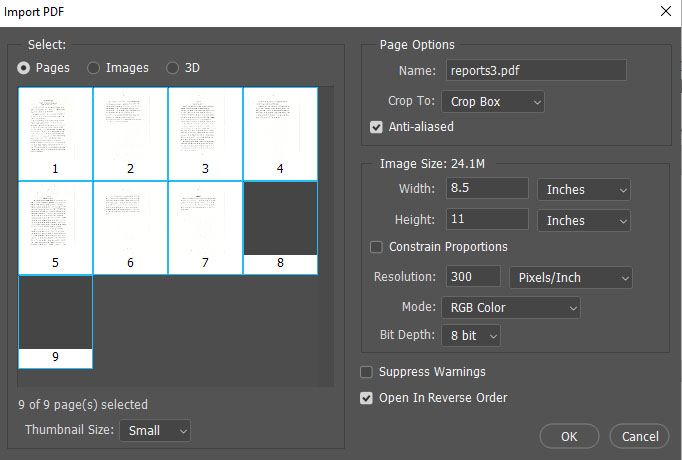 Import PDF
Select:
Pages Images 3D
1 2 3 4
5 6 7 8
9
9 of 9 page(s) selected
Thumbnail Size: Small
Page Options
Name: reports3.pdf
Crop To: Crop Box
Anti-aliased
Image Size: 24.1M
Width: 8.5 Inches
Height: 11 Inches
Constrain Proportions
Resolution: 300 Pixels/Inch
Mode: RGB Color
Bit Depth: 8 bit
Suppress Warnings
Open In Reverse Order
OK Cancel